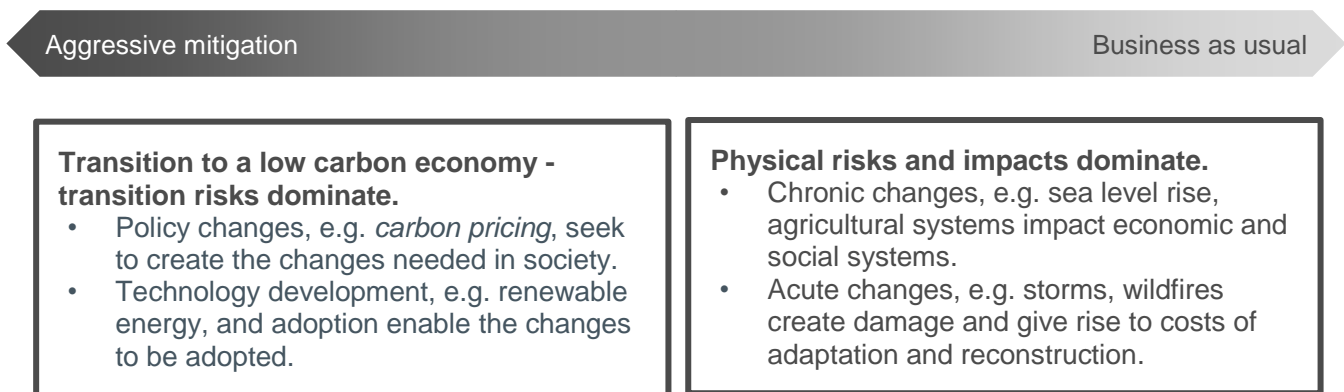 Aggressive mitigation
Business as usual
Transition to a low carbon economy -
transition risks dominate.
• Policy changes, e.g. carbon pricing, seek
to create the changes needed in society.
• Technology development, e.g. renewable
energy, and adoption enable the changes
to be adopted.
Physical risks and impacts dominate.
• Chronic changes, e.g. sea level rise,
agricultural systems impact economic and
social systems.
• Acute changes, e.g. storms, wildfires
create damage and give rise to costs of
adaptation and reconstruction.